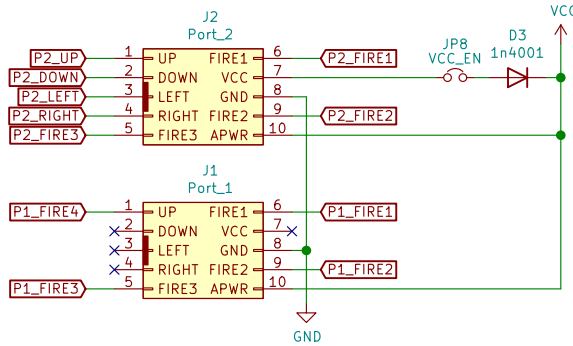 VCC
J2
Port_2
JP8
VCC_EN
D3
1n4001
P2_UP 1 UP FIRE1 6 P2_FIRE1
P2_DOWN 2 DOWN VCC 7
P2_LEFT 3 LEFT GND 8
P2_RIGHT 4 RIGHT FIRE2 9 P2_FIRE2
P2_FIRE3 5 FIRE3 APWR 10
J1
Port_1
P1_FIRE4 1 UP FIRE1 6 P1_FIRE1
2 DOWN VCC 7
3 LEFT GND 8
4 RIGHT FIRE2 9 P1_FIRE2
P1_FIRE3 5 FIRE3 APWR 10
GND